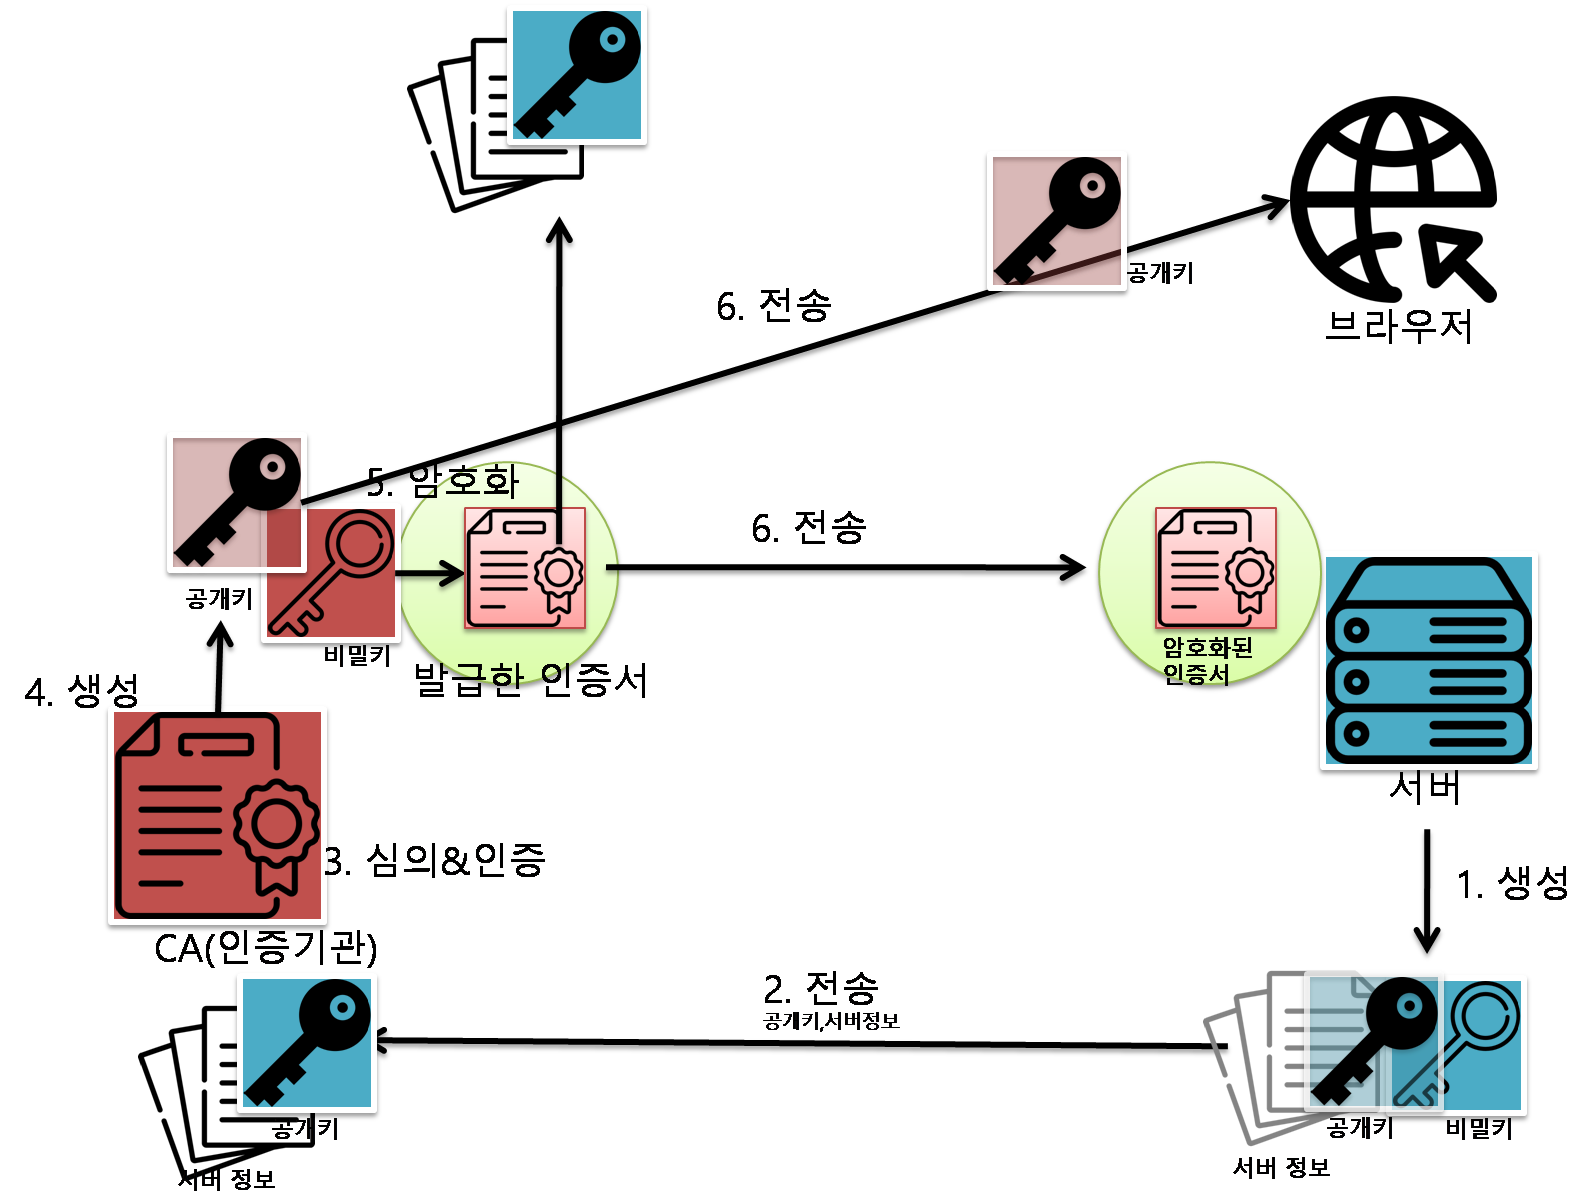 공개키
6. 전송
브라우저
5. 암호화
6. 전송
공개키
비밀키
암호화된
인증서
발급한 인증서
4. 생성
서버
3. 심의&인증
1. 생성
CA(인증기관)
2. 전송
공개키,서버정보
공개키
서버 정보
공개키
비밀키
서버 정보